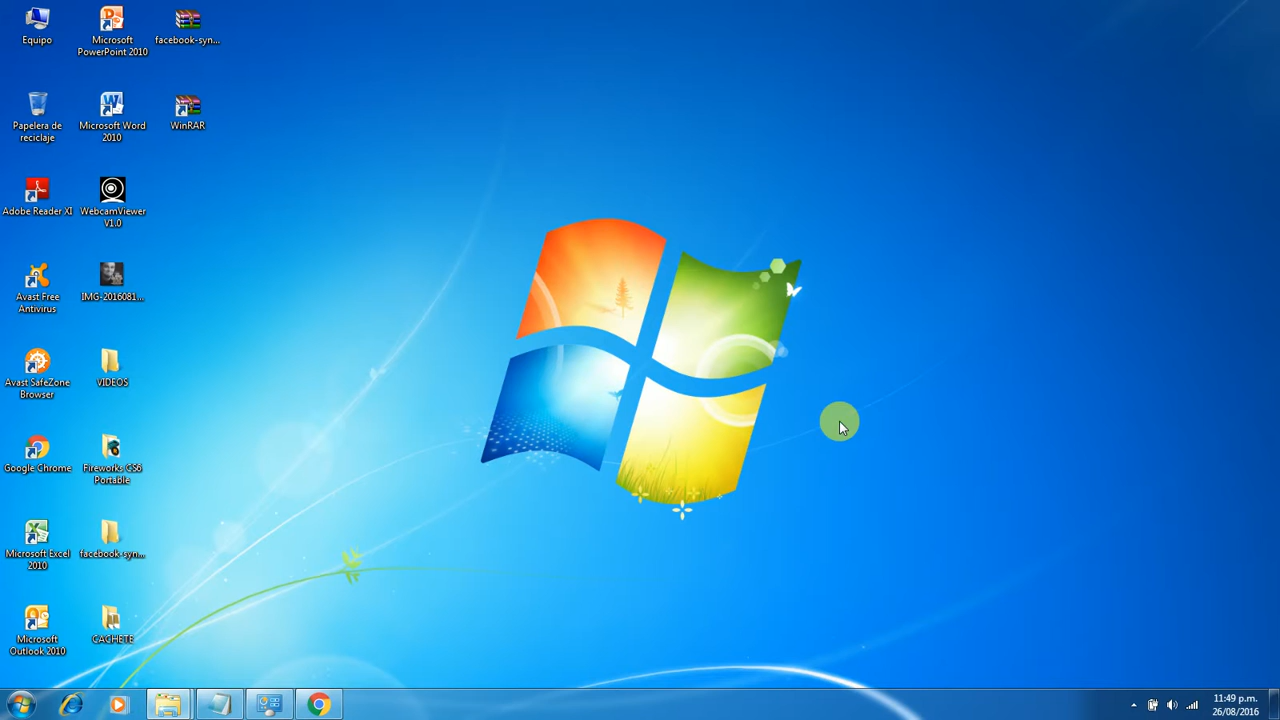 Equipo
Microsoft
PowerPoint 2010
facebook-syn...
Papelera de
reciclaje
Microsoft Word
2010
WinRAR
Adobe Reader XI
WebcamViewer
V1.0
Avast Free
Antivirus
IMG-201681...
Avast SafeZone
Browser
VIDEOS
Google Chrome
Fireworks CS6
Portable
Microsoft Excel
2010
facebook-syn...
Microsoft
Outlook 2010
CACHETE
11:49 p.m.
26/08/2016